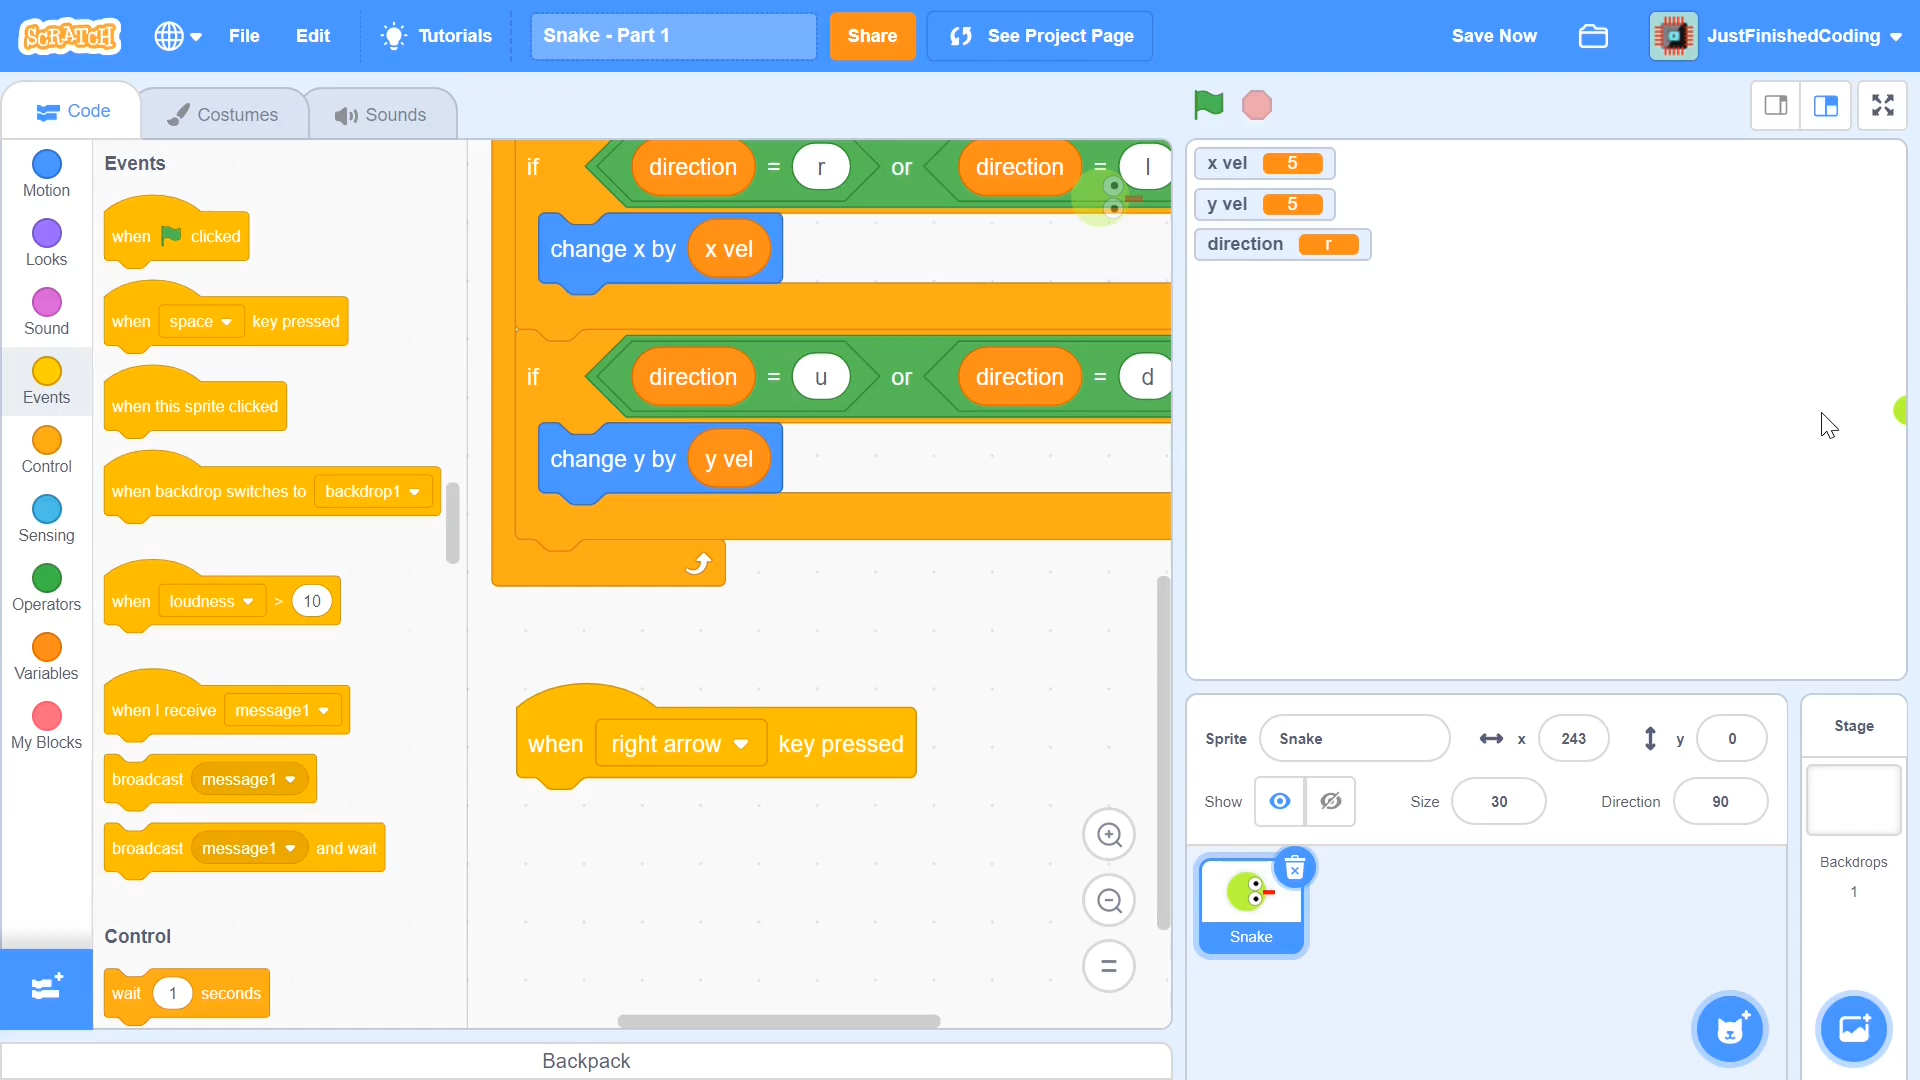 SCRATCH File Edit Tutorials Snake - Part 1 Share See Project Page Save Now JustFinishedCoding
Code Costumes Sounds
Motion
Looks
Sound
Events
Control
Sensing
Operators
Variables
My Blocks
Events
when clicked
when space key pressed
when this sprite clicked
when backdrop switches to backdrop1
when loudness > 10
when I receive message1
broadcast message1
broadcast message1 and wait
Control
wait 1 seconds
if direction = r or direction = l
change x by x vel
if direction = u or direction = d
change y by y vel
when right arrow key pressed
Backpack
x vel 5
y vel 5
direction r
Sprite Snake x 243 y 0
Show Size 30 Direction 90
Snake
Stage
Backdrops
1